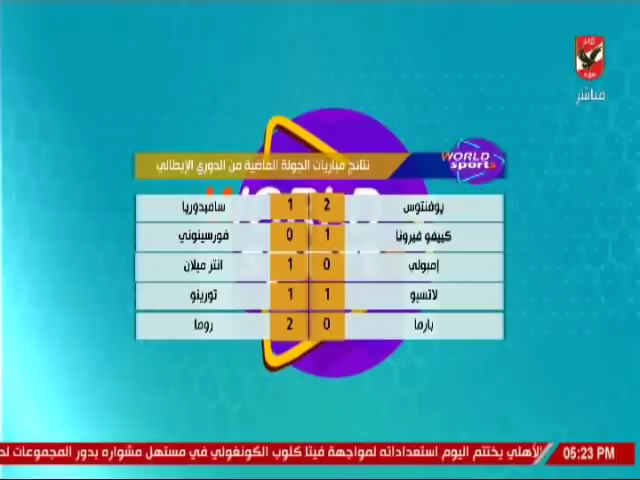 مباشر
نتائج مباريات الجولة الماضية من الدوري الإيطالي
WORLD
sports
يوفنتوس 2 1 سامبدوريا
كييفو فيرونا 1 0 فورسينوني
إمبولي 0 1 انتر ميلان
لاتسيو 1 1 تورينو
بارما 0 2 روما
05:23 PM الأهلي يختتم اليوم استعداداته لمواجهة فيتا كلوب الكونغولي في مستهل مشواره بدور المجموعات لد